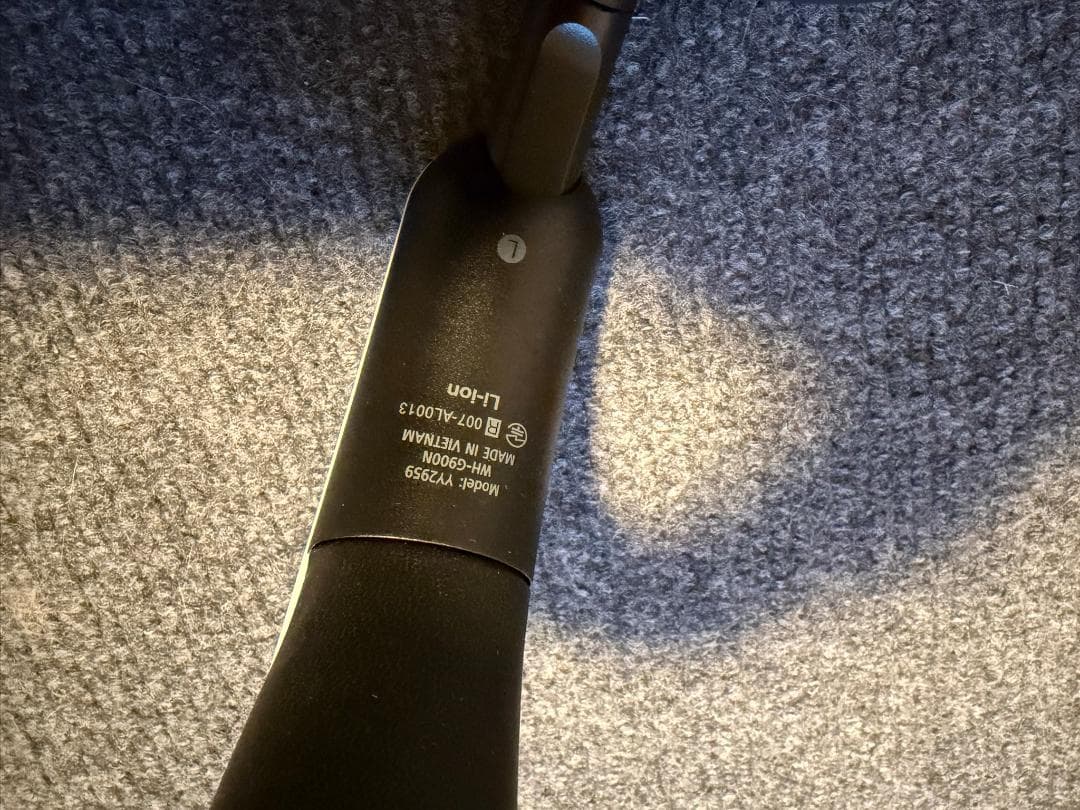 Model: YY2959
WH-G900N
MADE IN VIETNAM
R 007-AL0013
Li-ion
L